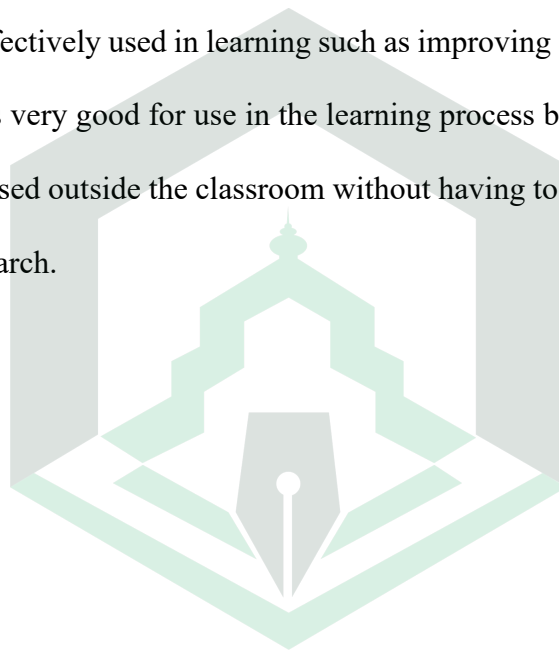 fectively used in learning such as improving
very good for use in the learning process b
sed outside the classroom without having to
arch.